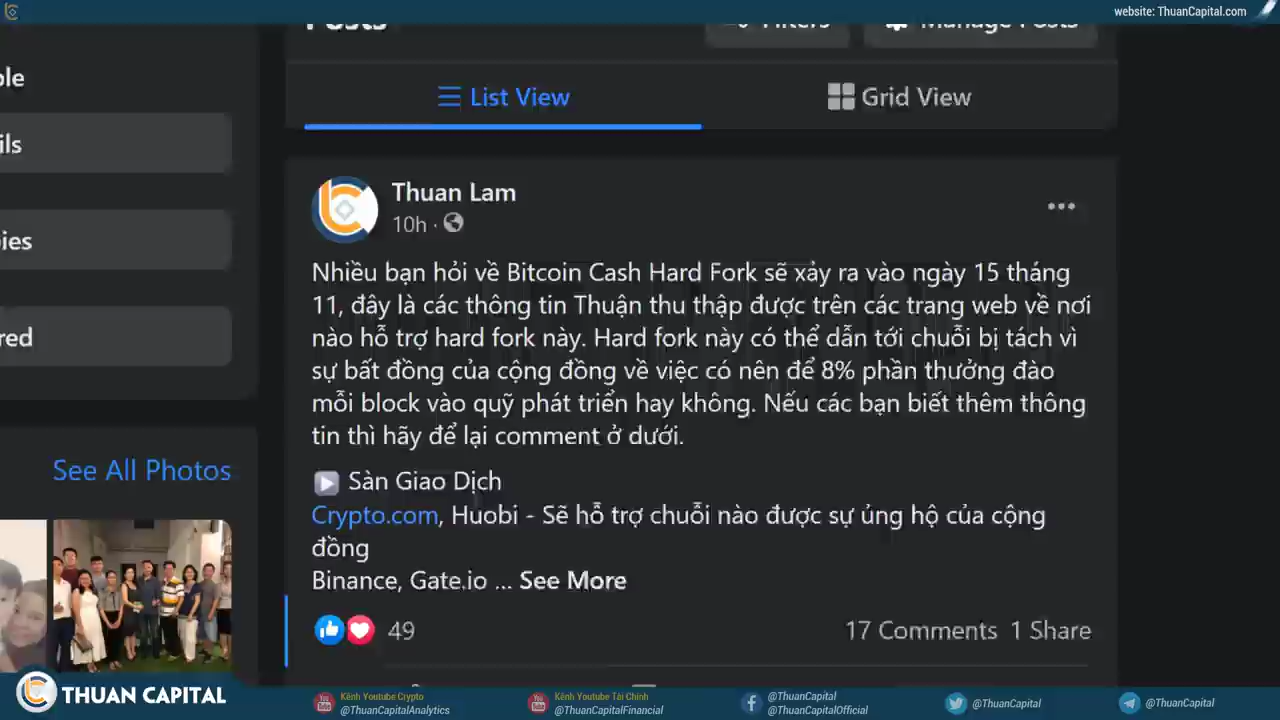 website: ThuanCapital.com
Posts
Filters
Manage Posts
List View
Grid View
ple
ils
ies
red
See All Photos
Thuan Lam
10h ·
Nhiều bạn hỏi về Bitcoin Cash Hard Fork sẽ xảy ra vào ngày 15 tháng
11, đây là các thông tin Thuận thu thập được trên các trang web về nơi
nào hỗ trợ hard fork này. Hard fork này có thể dẫn tới chuỗi bị tách vì
sự bất đồng của cộng đồng về việc có nên để 8% phần thưởng đào
mỗi block vào quỹ phát triển hay không. Nếu các bạn biết thêm thông
tin thì hãy để lại comment ở dưới.
Sàn Giao Dịch
Crypto.com, Huobi - Sẽ hỗ trợ chuỗi nào được sự ủng hộ của cộng
đồng
Binance, Gate.io ... See More
49
17 Comments 1 Share
THUAN CAPITAL
Kênh Youtube Crypto
@ThuanCapitalAnalytics
Kênh Youtube Tài Chính
@ThuanCapitalFinancial
@ThuanCapital
@ThuanCapitalOfficial
@ThuanCapital
@ThuanCapital